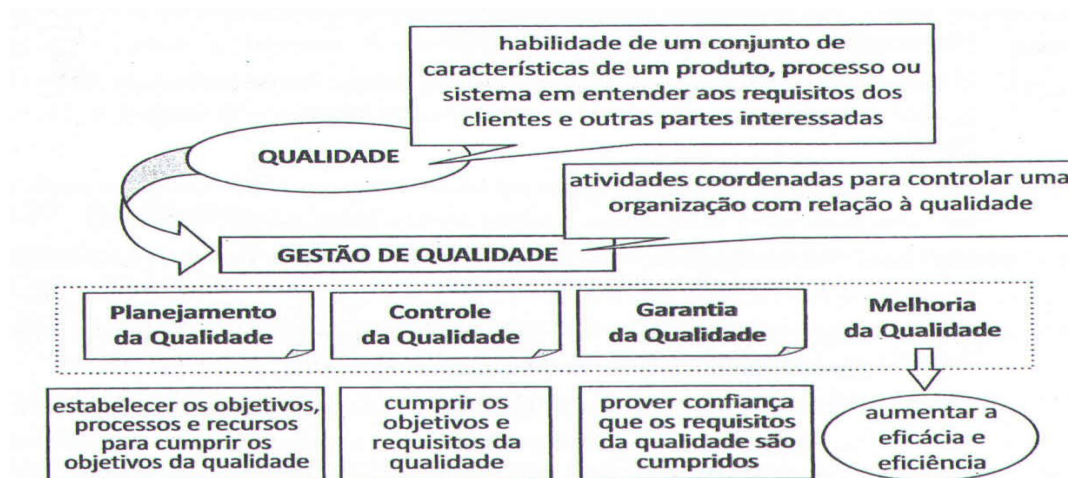 habilidade de um conjunto de
características de um produto, processo ou
sistema em entender aos requisitos dos
clientes e outras partes interessadas
QUALIDADE
atividades coordenadas para controlar uma
organização com relação à qualidade
GESTÃO DE QUALIDADE
Planejamento
da Qualidade
Controle
da Qualidade
Garantia
da Qualidade
Melhoria
da Qualidade
estabelecer os objetivos,
processos e recursos
para cumprir os
objetivos da qualidade
cumprir os
objetivos e
requisitos da
qualidade
prover confiança
que os requisitos
da qualidade são
cumpridos
aumentar a
eficácia e
eficiência